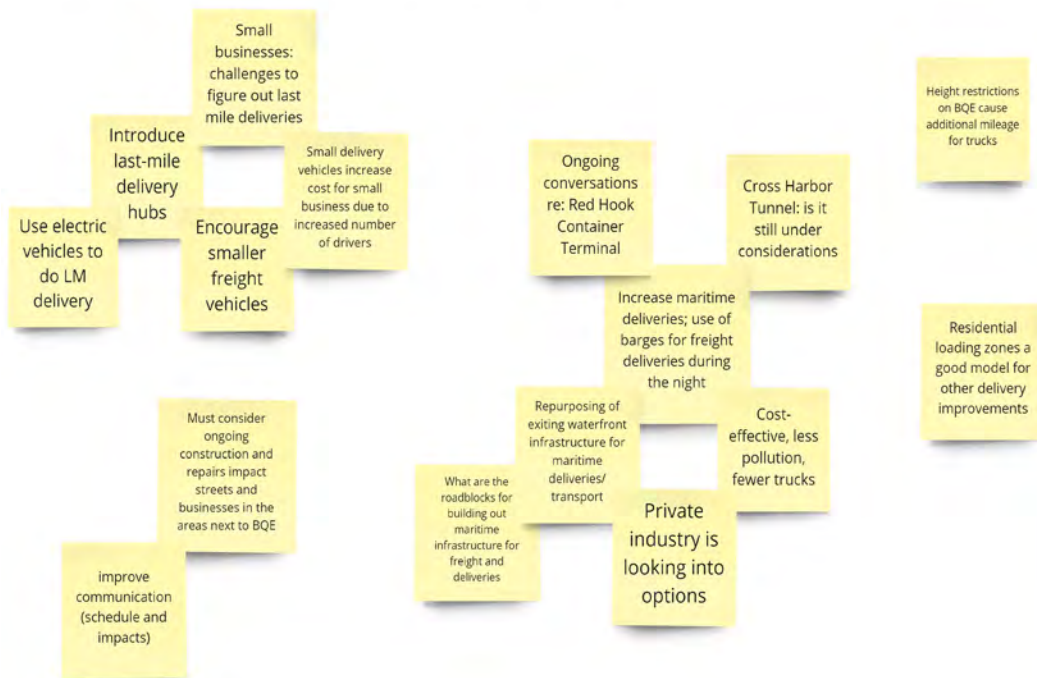 Small
businesses:
challenges to
figure out last
mile deliveries
Introduce
last-mile
delivery
hubs
Small delivery
vehicles increase
cost for small
business due to
increased number
of drivers
Use electric
vehicles to
do LM
delivery
Encourage
smaller
freight
vehicles
Must consider
ongoing
construction and
repairs impact
streets and
businesses in the
areas next to BQE
improve
communication
(schedule and
impacts)
Ongoing
conversations
re: Red Hook
Container
Terminal
Cross Harbor
Tunnel: is it
still under
considerations
Increase maritime
deliveries; use of
barges for freight
deliveries during
the night
Repurposing of
exiting waterfront
infrastructure for
maritime
deliveries/
transport
Cost-
effective, less
pollution,
fewer trucks
What are the
roadblocks for
building out
maritime
infrastructure for
freight and
deliveries
Private
industry is
looking into
options
Height restrictions
on BQE cause
additional mileage
for trucks
Residential
loading zones a
good model for
other delivery
improvements